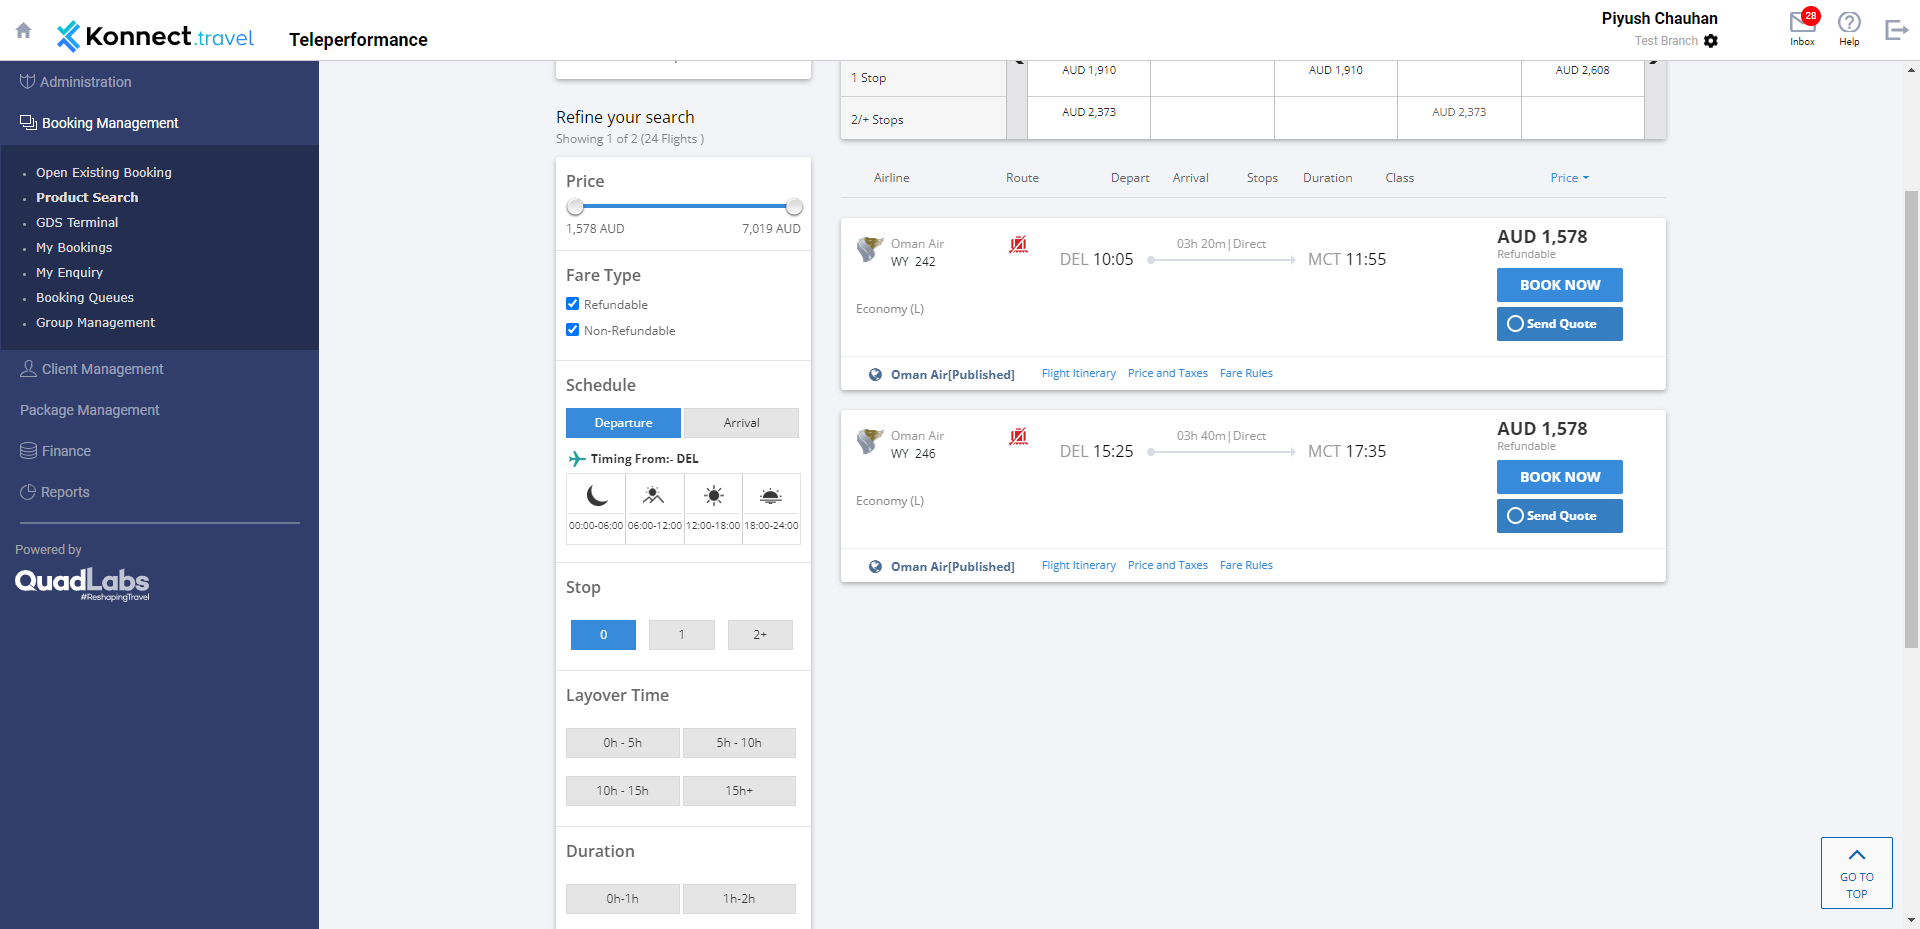 Konnect.travel
Teleperformance
Piyush Chauhan
Test Branch
28
Inbox
Help
Administration
Booking Management
Open Existing Booking
Product Search
GDS Terminal
My Bookings
My Enquiry
Booking Queues
Group Management
Client Management
Package Management
Finance
Reports
Powered by
QuadLabs
#ReshapingTravel
Refine your search
Showing 1 of 2 (24 Flights )
Price
1,578 AUD 7,019 AUD
Fare Type
Refundable
Non-Refundable
Schedule
Departure Arrival
Timing From:- DEL
00:00-06:00 06:00-12:00 12:00-18:00 18:00-24:00
Stop
0 1 2+
Layover Time
0h - 5h 5h - 10h
10h - 15h 15h+
Duration
0h-1h 1h-2h
1 Stop AUD 1,910 AUD 1,910 AUD 2,608
2/+ Stops AUD 2,373 AUD 2,373
Airline Route Depart Arrival Stops Duration Class Price
Oman Air
WY 242
DEL 10:05
03h 20m|Direct
MCT 11:55
AUD 1,578
Refundable
BOOK NOW
Send Quote
Economy (L)
Oman Air[Published] Flight Itinerary Price and Taxes Fare Rules
Oman Air
WY 246
DEL 15:25
03h 40m|Direct
MCT 17:35
AUD 1,578
Refundable
BOOK NOW
Send Quote
Economy (L)
Oman Air[Published] Flight Itinerary Price and Taxes Fare Rules
GO TO
TOP